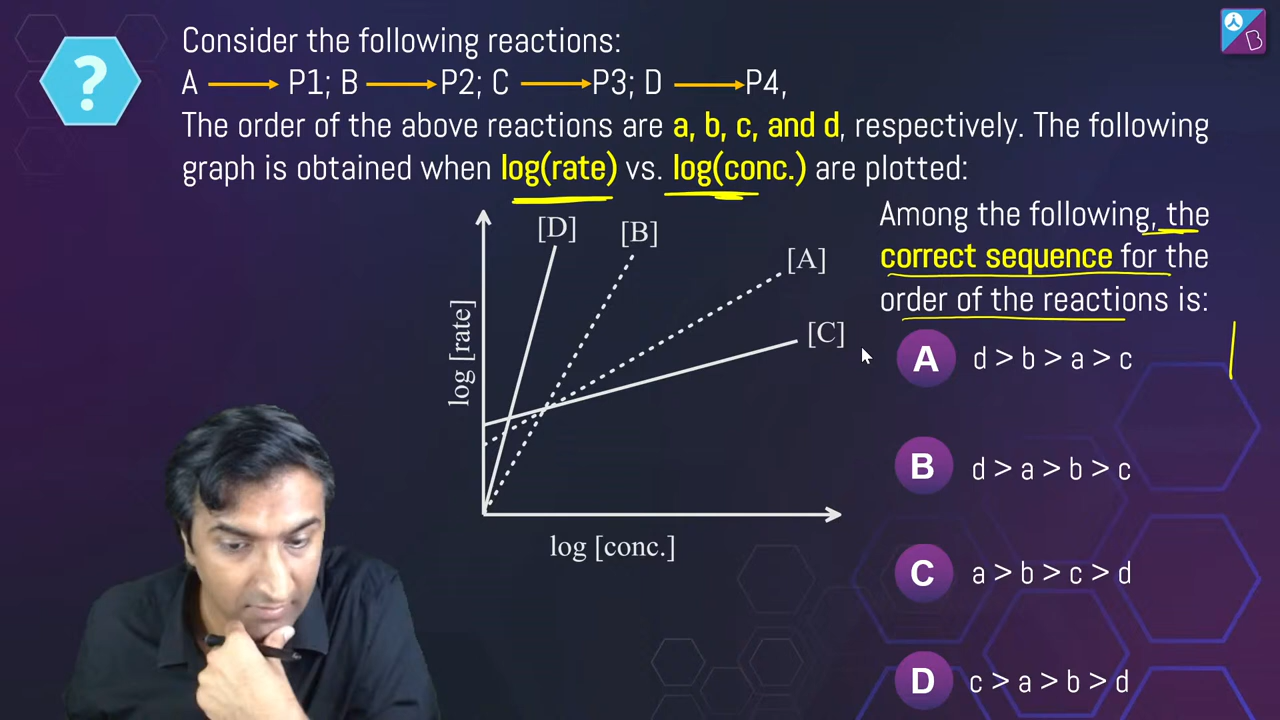 ?
Consider the following reactions:
A → P1; B → P2; C → P3; D → P4,
The order of the above reactions are a, b, c, and d, respectively. The following
graph is obtained when log(rate) vs. log(conc.) are plotted:
Among the following, the
correct sequence for the
order of the reactions is:
[D]
[B]
[A]
[C]
log [rate]
log [conc.]
A d > b > a > c
B d > a > b > c
C a > b > c > d
D c > a > b > d
B